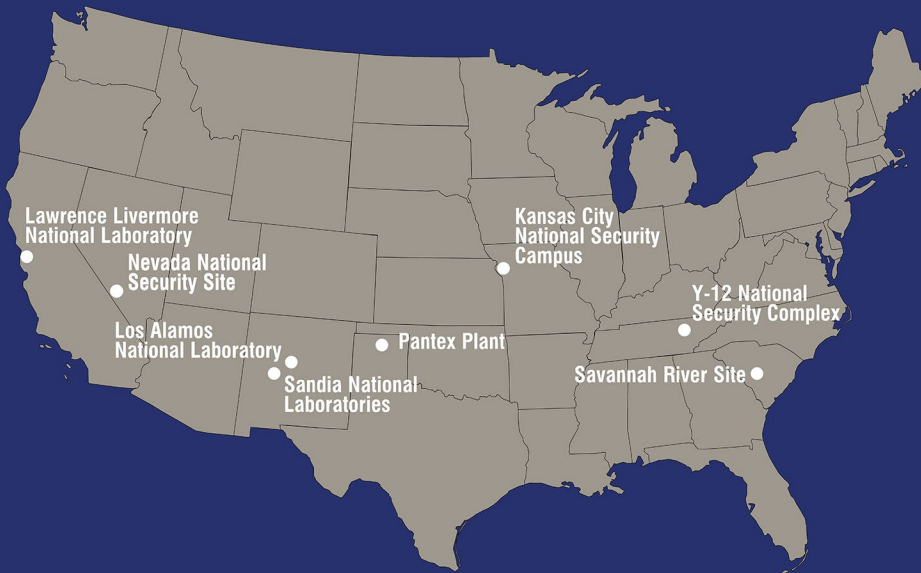 Lawrence Livermore
National Laboratory
Nevada National
Security Site
Los Alamos
National Laboratory
Sandia National
Laboratories
Pantex Plant
Kansas City
National Security
Campus
Y-12 National
Security Complex
Savannah River Site